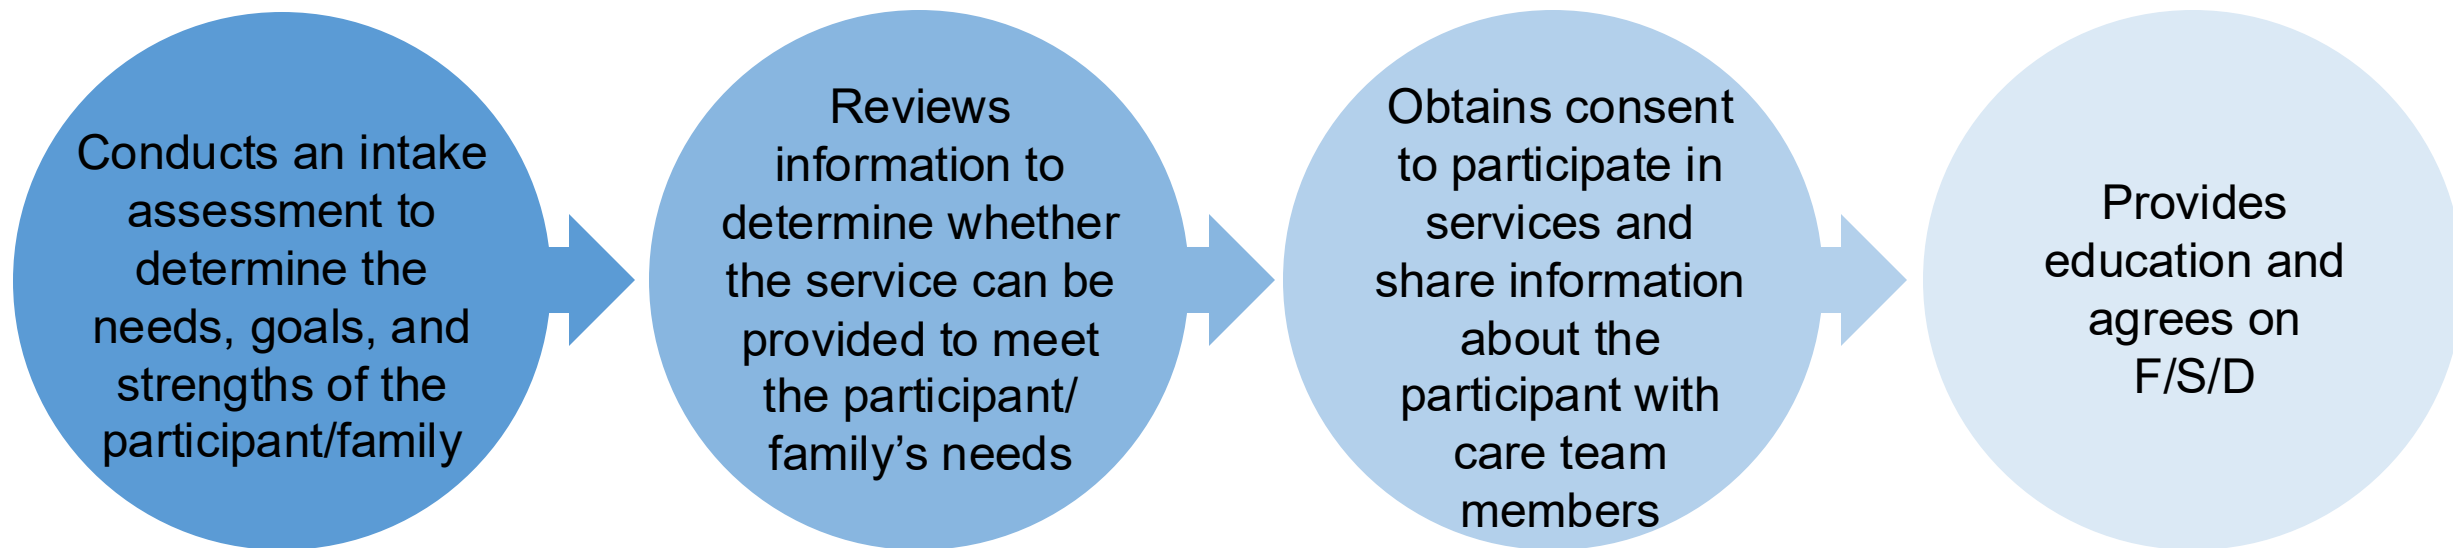 Conducts an intake
assessment to
determine the
needs, goals, and
strengths of the
participant/family
Reviews
information to
determine whether
the service can be
provided to meet
the participant/
family’s needs
Obtains consent
to participate in
services and
share information
about the
participant with
care team
members
Provides
education and
agrees on
F/S/D